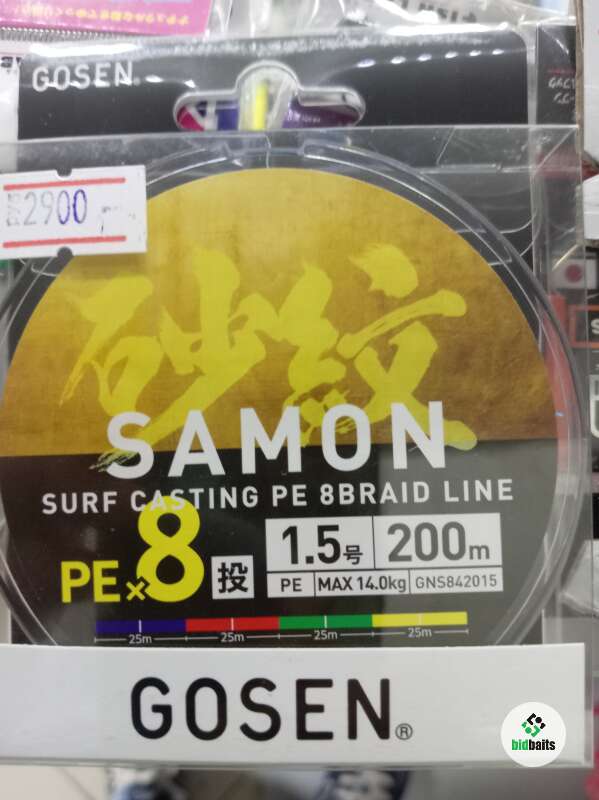 GOSEN
2900
砂紋
SAMON
SURF CASTING PE 8BRAID LINE
PE×8 投
1.5号 200m
PE MAX 14.0kg GNS842015
25m 25m 25m 25m
GOSEN®
bidbaits